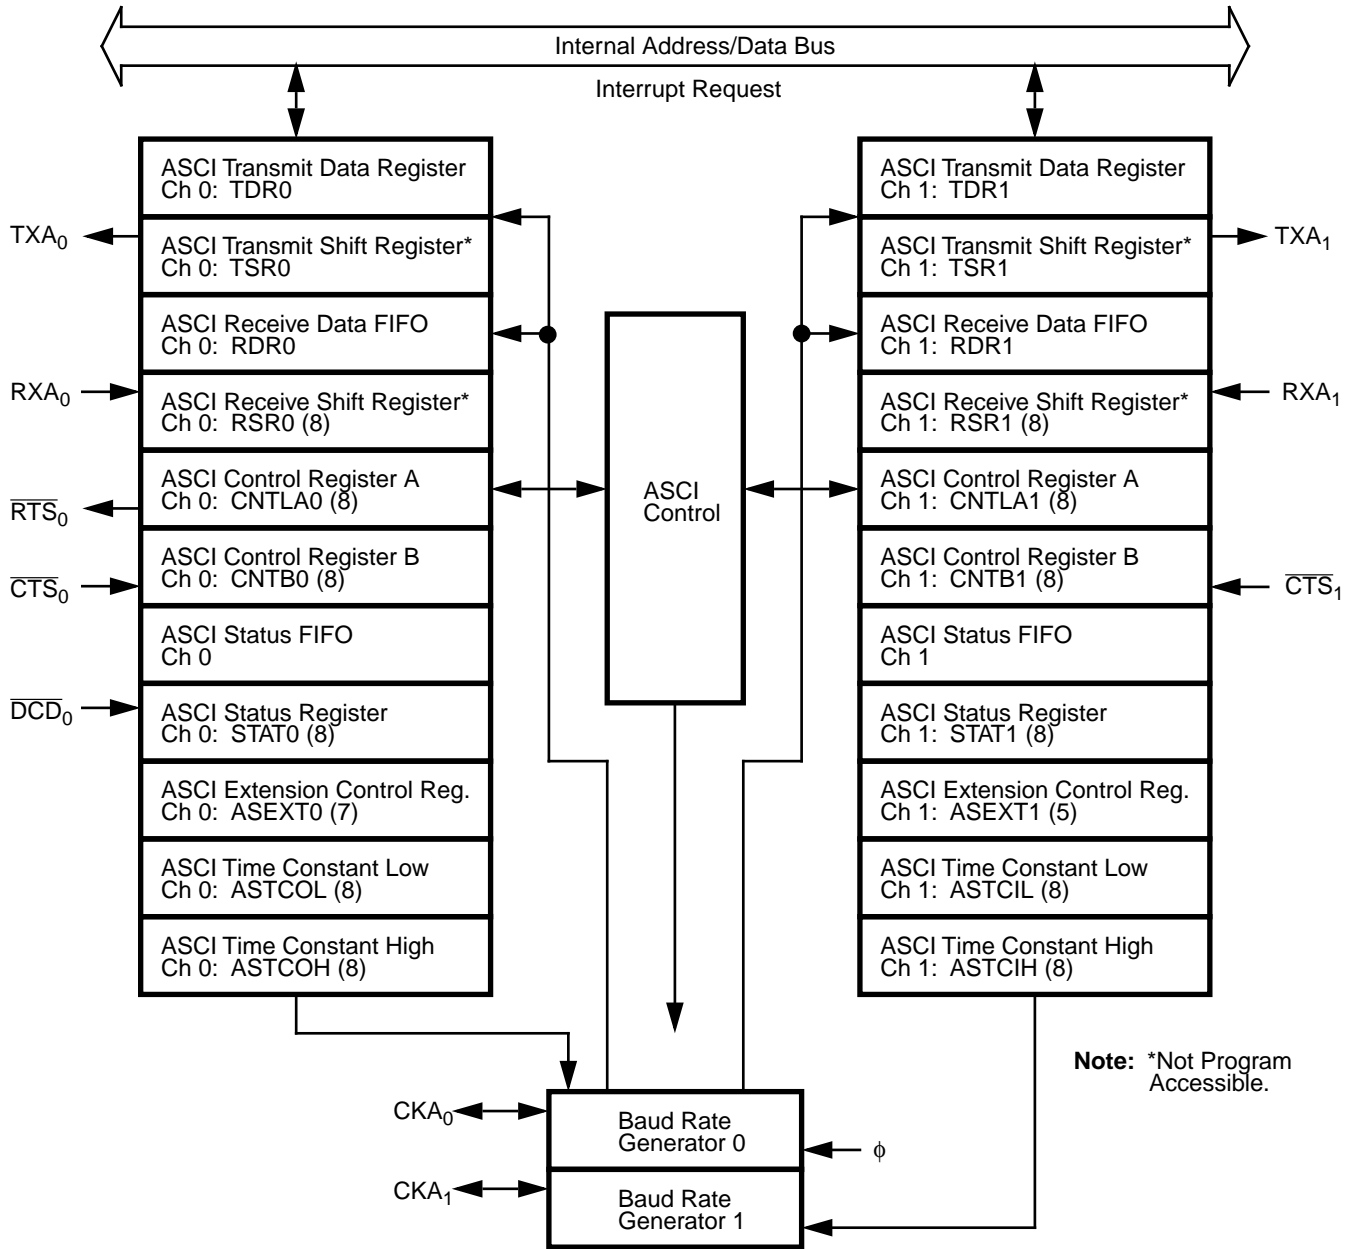 Internal Address/Data Bus
Interrupt Request
ASCI Transmit Data Register
Ch 0: TDR0
ASCI Transmit Shift Register*
Ch 0: TSR0
ASCI Receive Data FIFO
Ch 0: RDR0
ASCI Receive Shift Register*
Ch 0: RSR0 (8)
ASCI Control Register A
Ch 0: CNTLA0 (8)
ASCI Control Register B
Ch 0: CNTB0 (8)
ASCI Status FIFO
Ch 0
ASCI Status Register
Ch 0: STAT0 (8)
ASCI Extension Control Reg.
Ch 0: ASEXT0 (7)
ASCI Time Constant Low
Ch 0: ASTCOL (8)
ASCI Time Constant High
Ch 0: ASTCOH (8)
TXA0
RXA0
RTS0
CTS0
DCD0
ASCI
Control
ASCI Transmit Data Register
Ch 1: TDR1
ASCI Transmit Shift Register*
Ch 1: TSR1
ASCI Receive Data FIFO
Ch 1: RDR1
ASCI Receive Shift Register*
Ch 1: RSR1 (8)
ASCI Control Register A
Ch 1: CNTLA1 (8)
ASCI Control Register B
Ch 1: CNTB1 (8)
ASCI Status FIFO
Ch 1
ASCI Status Register
Ch 1: STAT1 (8)
ASCI Extension Control Reg.
Ch 1: ASEXT1 (5)
ASCI Time Constant Low
Ch 1: ASTCIL (8)
ASCI Time Constant High
Ch 1: ASTCIH (8)
TXA1
RXA1
CTS1
Note: *Not Program
Accessible.
CKA0
Baud Rate
Generator 0
ϕ
CKA1
Baud Rate
Generator 1